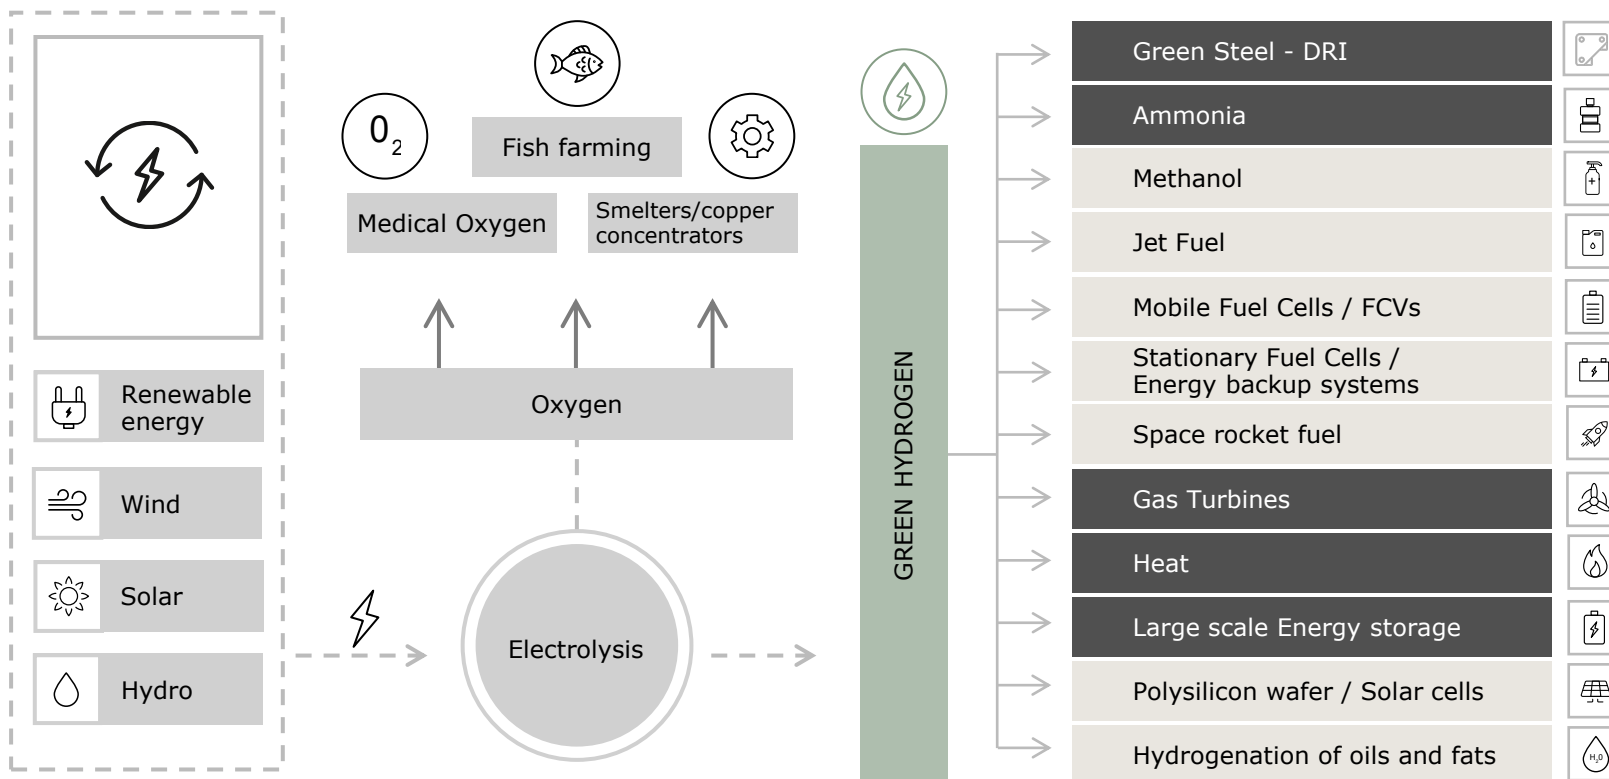 Renewable
energy
Wind
Solar
Hydro
O2
Fish farming
Medical Oxygen
Smelters/copper
concentrators
Oxygen
Electrolysis
GREEN HYDROGEN
Green Steel - DRI
Ammonia
Methanol
Jet Fuel
Mobile Fuel Cells / FCVs
Stationary Fuel Cells /
Energy backup systems
Space rocket fuel
Gas Turbines
Heat
Large scale Energy storage
Polysilicon wafer / Solar cells
Hydrogenation of oils and fats
H2O